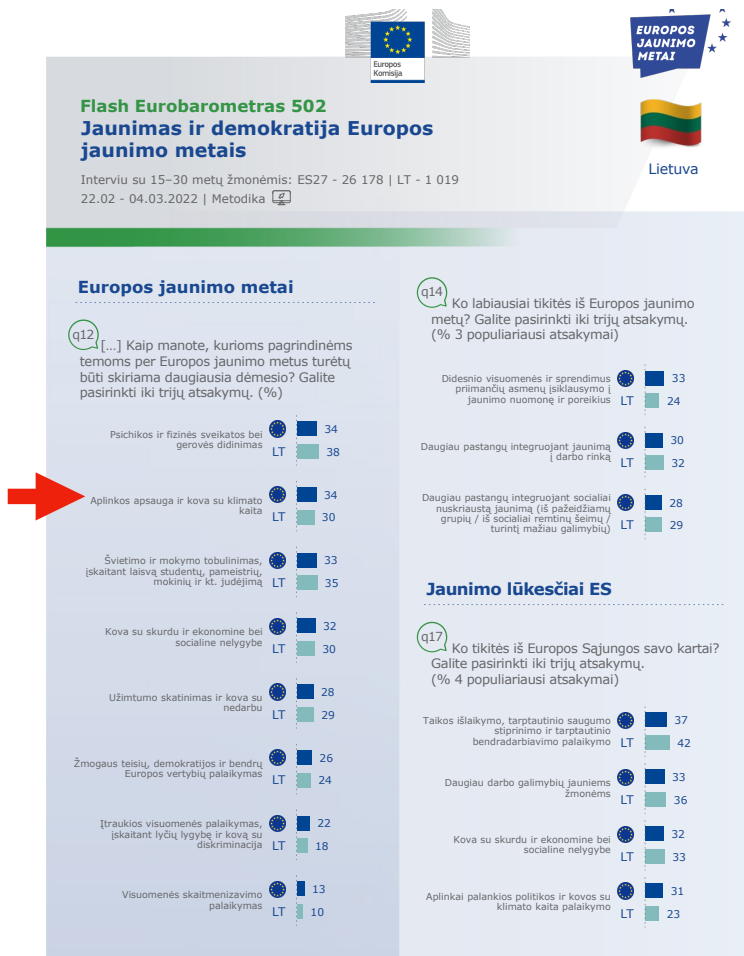 Europos
Komisija
EUROPOS
JAUNIMO
METAI
Flash Eurobarometras 502
Jaunimas ir demokratija Europos
jaunimo metais
Interviu su 15–30 metų žmonėmis: ES27 - 26 178 | LT - 1 019
22.02 - 04.03.2022 | Metodika
Lietuva
Europos jaunimo metai
q12
[…] Kaip manote, kurioms pagrindinėms
temoms per Europos jaunimo metus turėtų
būti skiriama daugiausia dėmesio? Galite
pasirinkti iki trijų atsakymų. (%)
Psichikos ir fizinės sveikatos bei
gerovės didinimas
34
LT 38
Aplinkos apsauga ir kova su klimato
kaita
34
LT 30
Švietimo ir mokymo tobulinimas,
įskaitant laisvą studentų, pameistrių,
mokinių ir kt. judėjimą
33
LT 35
Kova su skurdu ir ekonomine bei
socialine nelygybe
32
LT 30
Užimtumo skatinimas ir kova su
nedarbu
28
LT 29
Žmogaus teisių, demokratijos ir bendrų
Europos vertybių palaikymas
26
LT 24
Įtraukios visuomenės palaikymas,
įskaitant lyčių lygybę ir kovą su
diskriminacija
22
LT 18
Visuomenės skaitmenizavimo
palaikymas
13
LT 10
q14
Ko labiausiai tikitės iš Europos jaunimo
metų? Galite pasirinkti iki trijų atsakymų.
(% 3 populiariausi atsakymai)
Didesnio visuomenės ir sprendimus
priimančių asmenų įsiklausymo į
jaunimo nuomonę ir poreikius
33
LT 24
Daugiau pastangų integruojant jaunimą
į darbo rinką
30
LT 32
Daugiau pastangų integruojant socialiai
nuskriaustą jaunimą (iš pažeidžiamų
grupių / iš socialiai remtinų šeimų /
turintį mažiau galimybių)
28
LT 29
Jaunimo lūkesčiai ES
q17
Ko tikitės iš Europos Sąjungos savo kartai?
Galite pasirinkti iki trijų atsakymų.
(% 4 populiariausi atsakymai)
Taikos išlaikymo, tarptautinio saugumo
stiprinimo ir tarptautinio
bendradarbiavimo palaikymo
37
LT 42
Daugiau darbo galimybių jauniems
žmonėms
33
LT 36
Kova su skurdu ir ekonomine bei
socialine nelygybe
32
LT 33
Aplinkai palankios politikos ir kovos su
klimato kaita palaikymo
31
LT 23